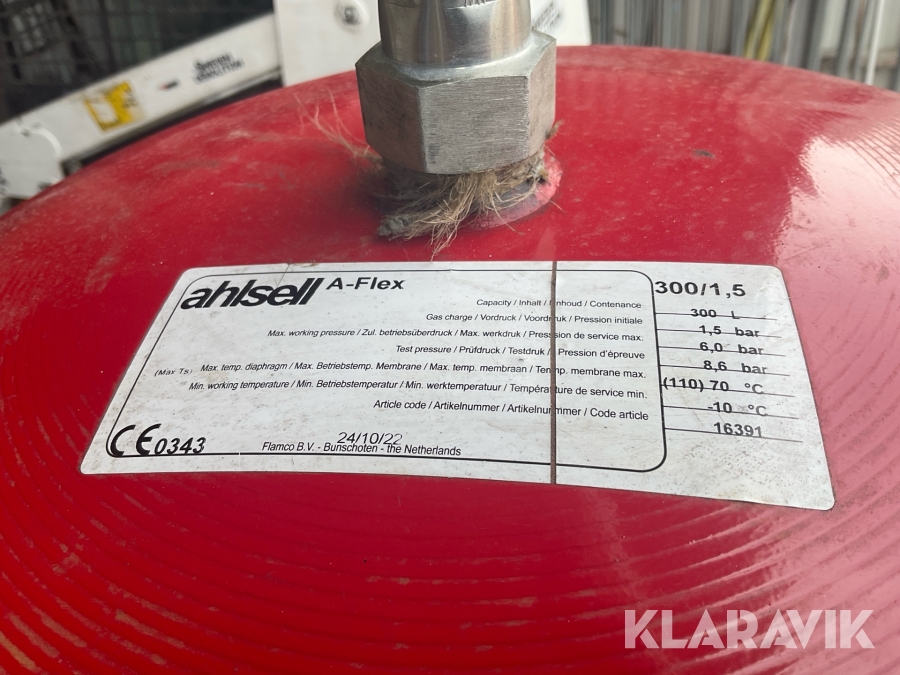 ahlsell A-Flex 300/1,5
Capacity / Inhalt / Inhoud / Contenance 300 L
Gas charge / Vordruck / Voordruk / Pression initiale 1,5 bar
Max. working pressure / Zul. betriebsüberdruck / Max. werkdruk / Pression de service max. 6,0 bar
Test pressure / Prüfdruck / Testdruk / Pression d'épreuve 8,6 bar
(Max Ts) Max. temp. diaphragm / Max. Betriebstemp. Membrane / Max. temp. membraan / Temp. membrane max. (110) 70 °C
Min. working temperature / Min. Betriebstemperatur / Min. werktemperatuur / Température de service min. -10 °C
Article code / Artikelnummer / Artikelnummer / Code article 16391
CE 0343
24/10/22
Flamco B.V. - Bunschoten - the Netherlands
KLARAVIK